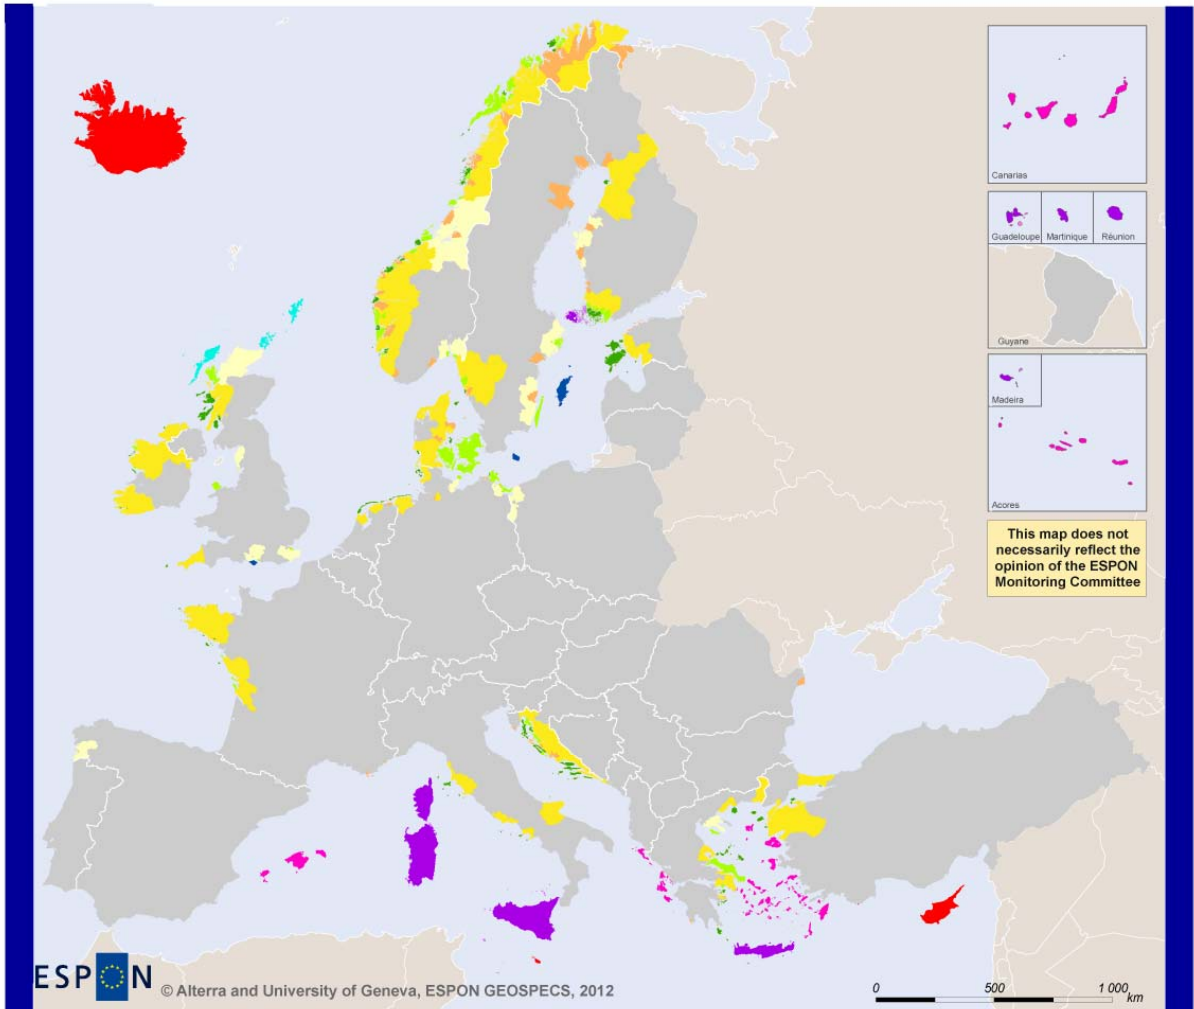 Canarias
Guadeloupe
Martinique
Réunion
Guyane
Madeira
Acores
This map does not
necessarily reflect the
opinion of the ESPON
Monitoring Committee
ESPON
© Alterra and University of Geneva, ESPON GEOSPECS, 2012
0 500 1 000
km